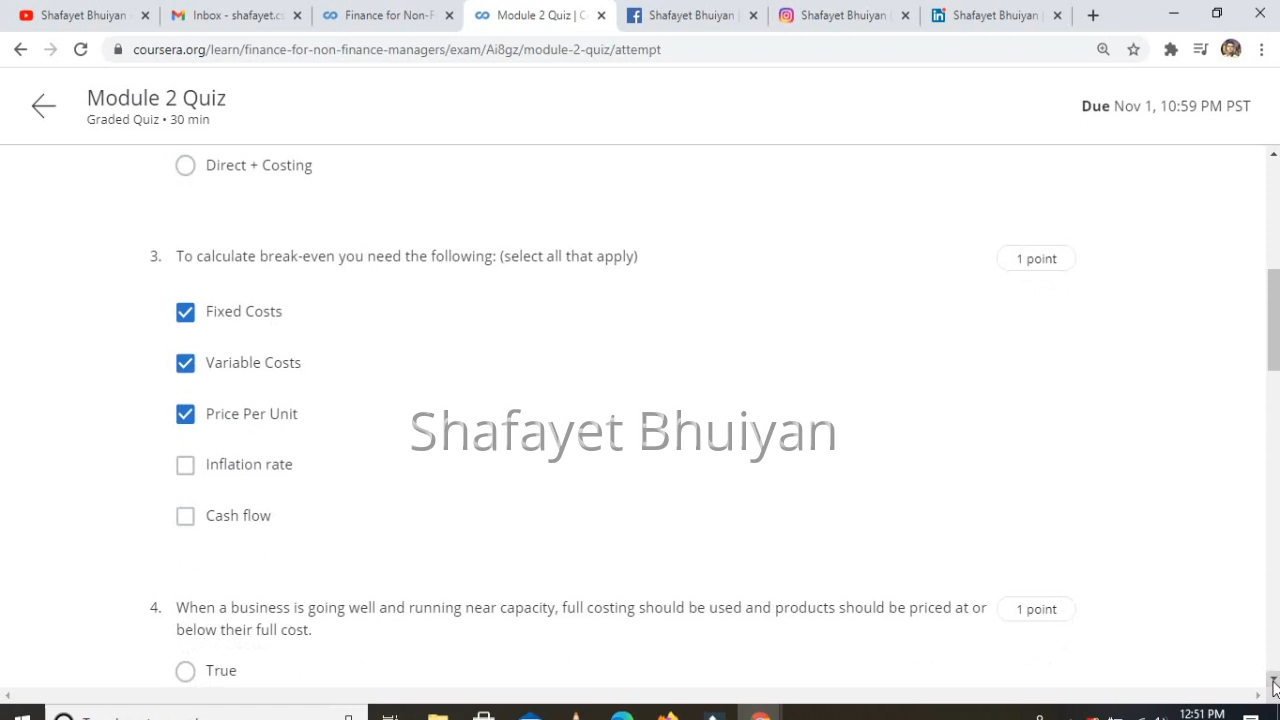 Shafayet Bhuiyan
Inbox - shafayet.cs
Finance for Non-F
Module 2 Quiz | C
Shafayet Bhuiyan
Shafayet Bhuiyan
Shafayet Bhuiyan
coursera.org/learn/finance-for-non-finance-managers/exam/Ai8gz/module-2-quiz/attempt
Module 2 Quiz
Graded Quiz • 30 min
Due Nov 1, 10:59 PM PST
Direct + Costing
3. To calculate break-even you need the following: (select all that apply)
1 point
Fixed Costs
Variable Costs
Price Per Unit
Shafayet Bhuiyan
Inflation rate
Cash flow
4. When a business is going well and running near capacity, full costing should be used and products should be priced at or
below their full cost.
1 point
True
12:51 PM